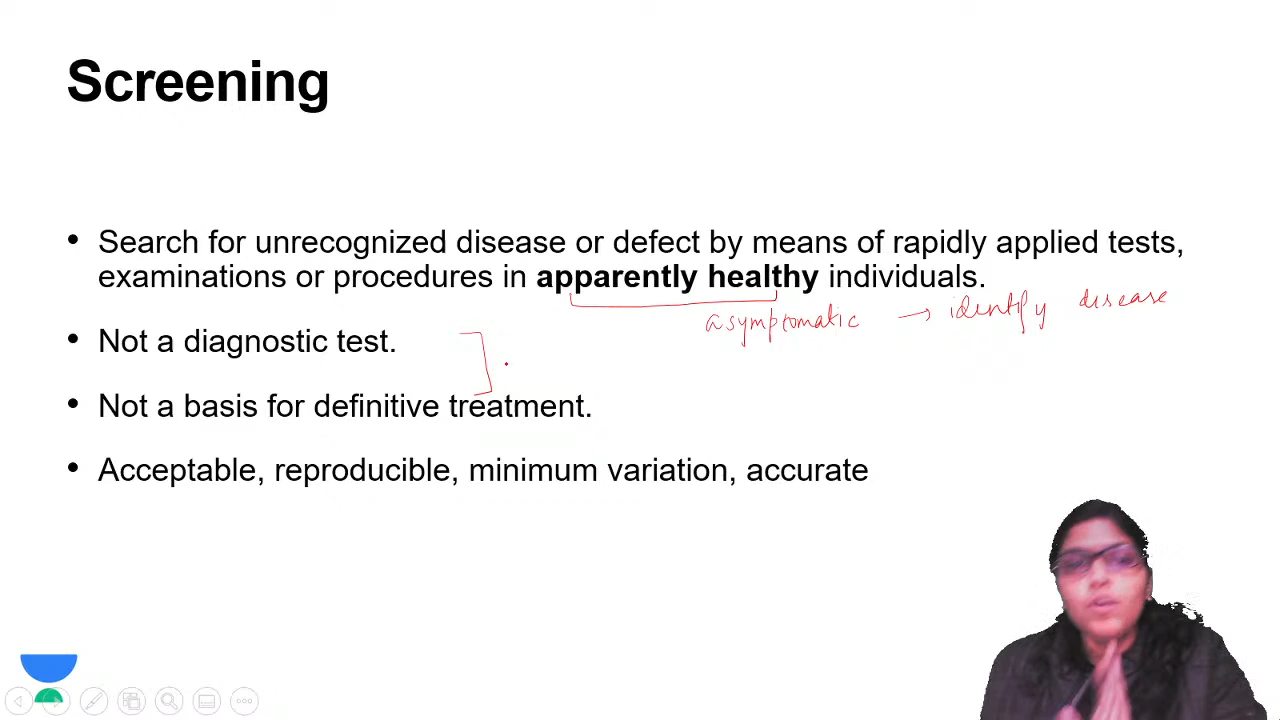 Screening
• Search for unrecognized disease or defect by means of rapidly applied tests,
examinations or procedures in apparently healthy individuals.
asymptomatic → identify disease
• Not a diagnostic test.
• Not a basis for definitive treatment.
• Acceptable, reproducible, minimum variation, accurate